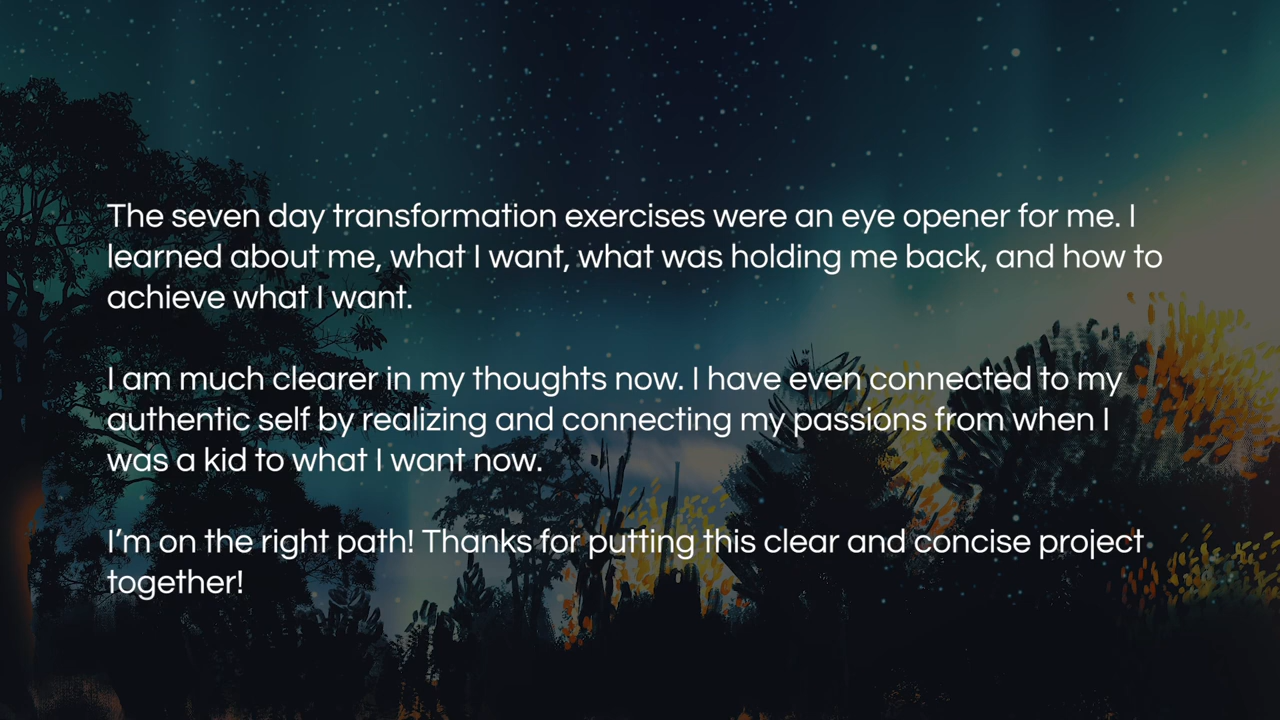 The seven day transformation exercises were an eye opener for me. I
learned about me, what I want, what was holding me back, and how to
achieve what I want.
I am much clearer in my thoughts now. I have even connected to my
authentic self by realizing and connecting my passions from when I
was a kid to what I want now.
I’m on the right path! Thanks for putting this clear and concise project
together!